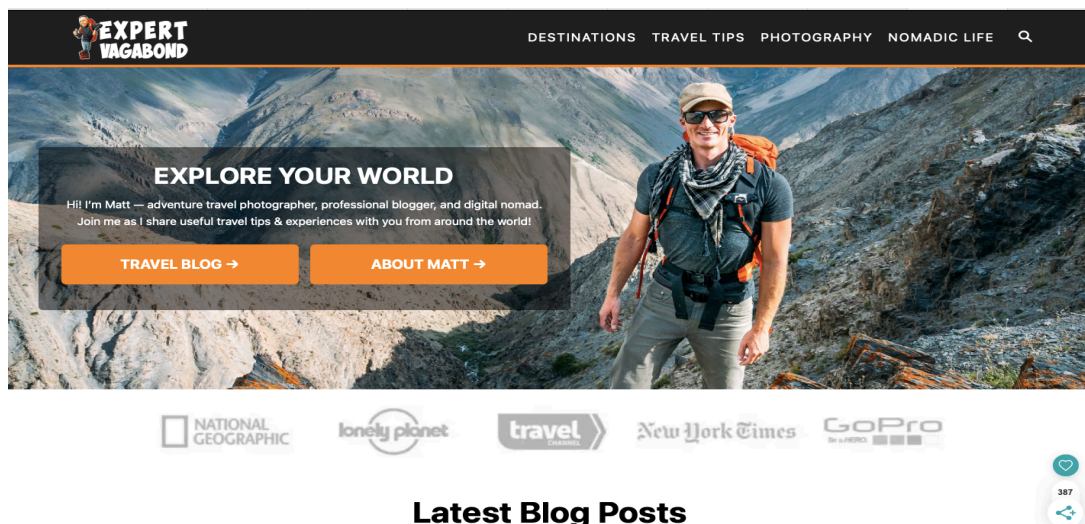 EXPERT
VAGABOND
DESTINATIONS TRAVEL TIPS PHOTOGRAPHY NOMADIC LIFE
EXPLORE YOUR WORLD
Hi! I'm Matt — adventure travel photographer, professional blogger, and digital nomad.
Join me as I share useful travel tips & experiences with you from around the world!
TRAVEL BLOG → ABOUT MATT →
NATIONAL
GEOGRAPHIC
lonely planet
travel
CHANNEL
New York Times
GoPro
Be a HERO.
387
Latest Blog Posts